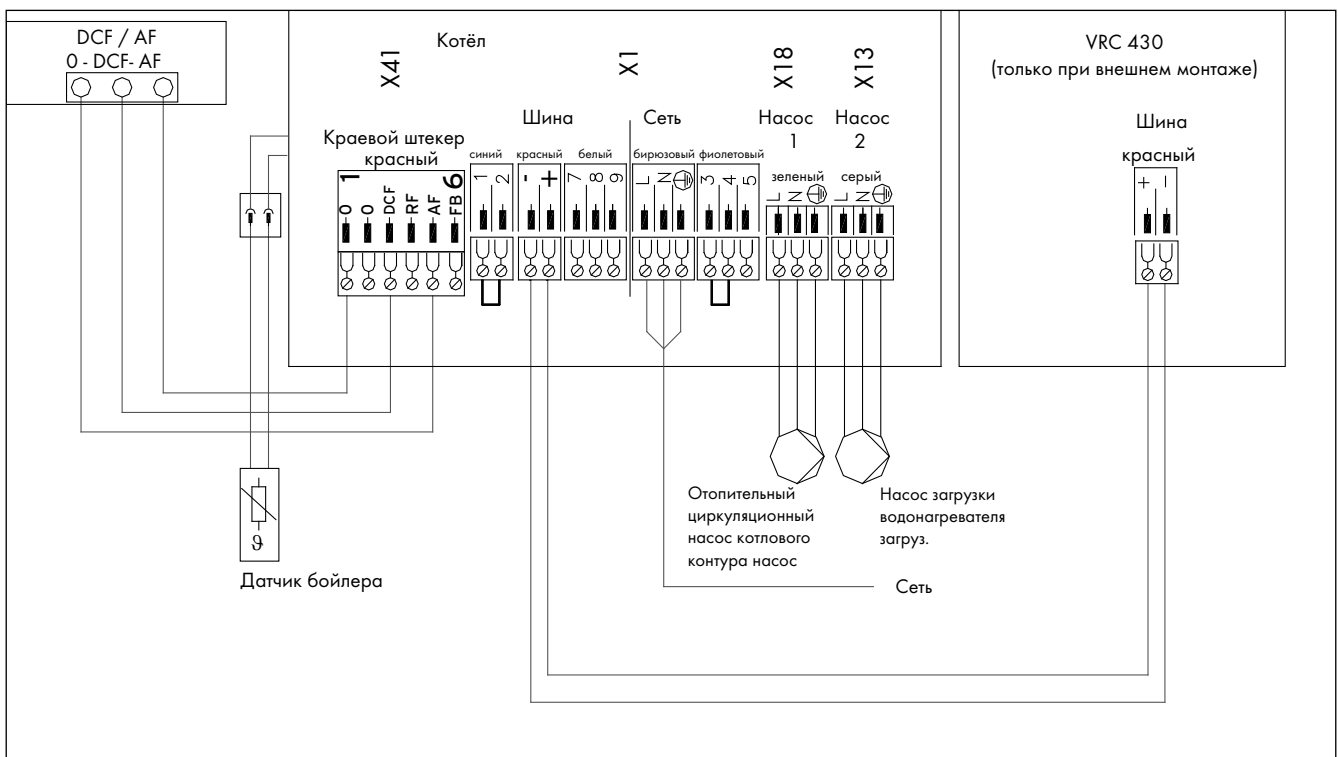 DCF / AF
0 - DCF- AF
Котёл
X41
X1
X18
X13
VRC 430
(только при внешнем монтаже)
Шина
Сеть
Насос
1
Насос
2
Шина
красный
Краевой штекер
красный
синий
красный
белый
бирюзовый
фиолетовый
зеленый
серый
1 6
0 0 DCF RF AF FB
1 2
- +
7 8 9
L N
3 4 5
L N
L N
+ -
Отопительный
циркуляционный
насос котлового
контура насос
Насос загрузки
водонагревателя
загруз.
ϑ
Датчик бойлера
Сеть